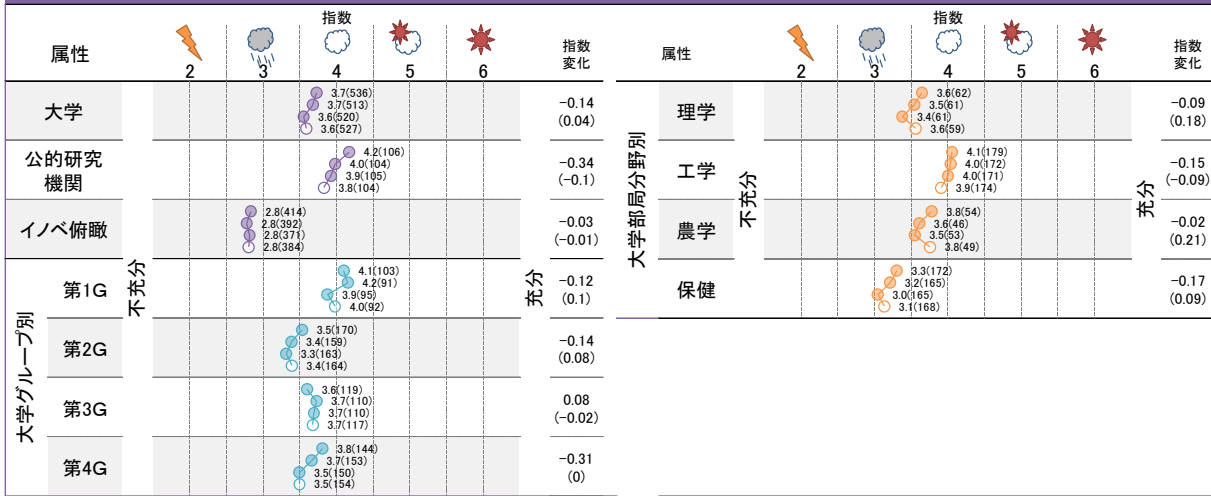 属性
指数
2 3 4 5 6
指数
変化
大学
3.7(536)
3.7(513)
3.6(520)
3.6(527)
-0.14
(0.04)
公的研究
機関
4.2(106)
4.0(104)
3.9(105)
3.8(104)
-0.34
(-0.1)
イノベ俯瞰
2.8(414)
2.8(392)
2.8(371)
2.8(384)
-0.03
(-0.01)
不充分
充分
大学グループ別
第1G
4.1(103)
4.2(91)
3.9(95)
4.0(92)
-0.12
(0.1)
第2G
3.5(170)
3.4(159)
3.3(163)
3.4(164)
-0.14
(0.08)
第3G
3.6(119)
3.7(110)
3.7(110)
3.7(117)
0.08
(-0.02)
第4G
3.8(144)
3.7(153)
3.5(150)
3.5(154)
-0.31
(0)
属性
指数
2 3 4 5 6
指数
変化
大学部局分野別
不充分
充分
理学
3.6(62)
3.5(61)
3.4(61)
3.6(59)
-0.09
(0.18)
工学
4.1(179)
4.0(172)
4.0(171)
3.9(174)
-0.15
(-0.09)
農学
3.8(54)
3.6(46)
3.5(53)
3.8(49)
-0.02
(0.21)
保健
3.3(172)
3.2(165)
3.0(165)
3.1(168)
-0.17
(0.09)